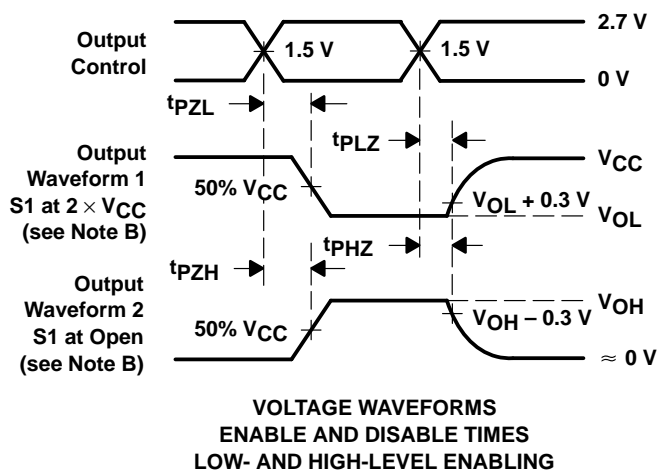 2.7 V
Output
Control
1.5 V
1.5 V
0 V
tPZL
tPLZ
Output
Waveform 1
S1 at 2 × VCC
(see Note B)
50% VCC
VCC
VOL + 0.3 V
VOL
tPZH
tPHZ
Output
Waveform 2
S1 at Open
(see Note B)
50% VCC
VOH
VOH – 0.3 V
≈ 0 V
VOLTAGE WAVEFORMS
ENABLE AND DISABLE TIMES
LOW- AND HIGH-LEVEL ENABLING